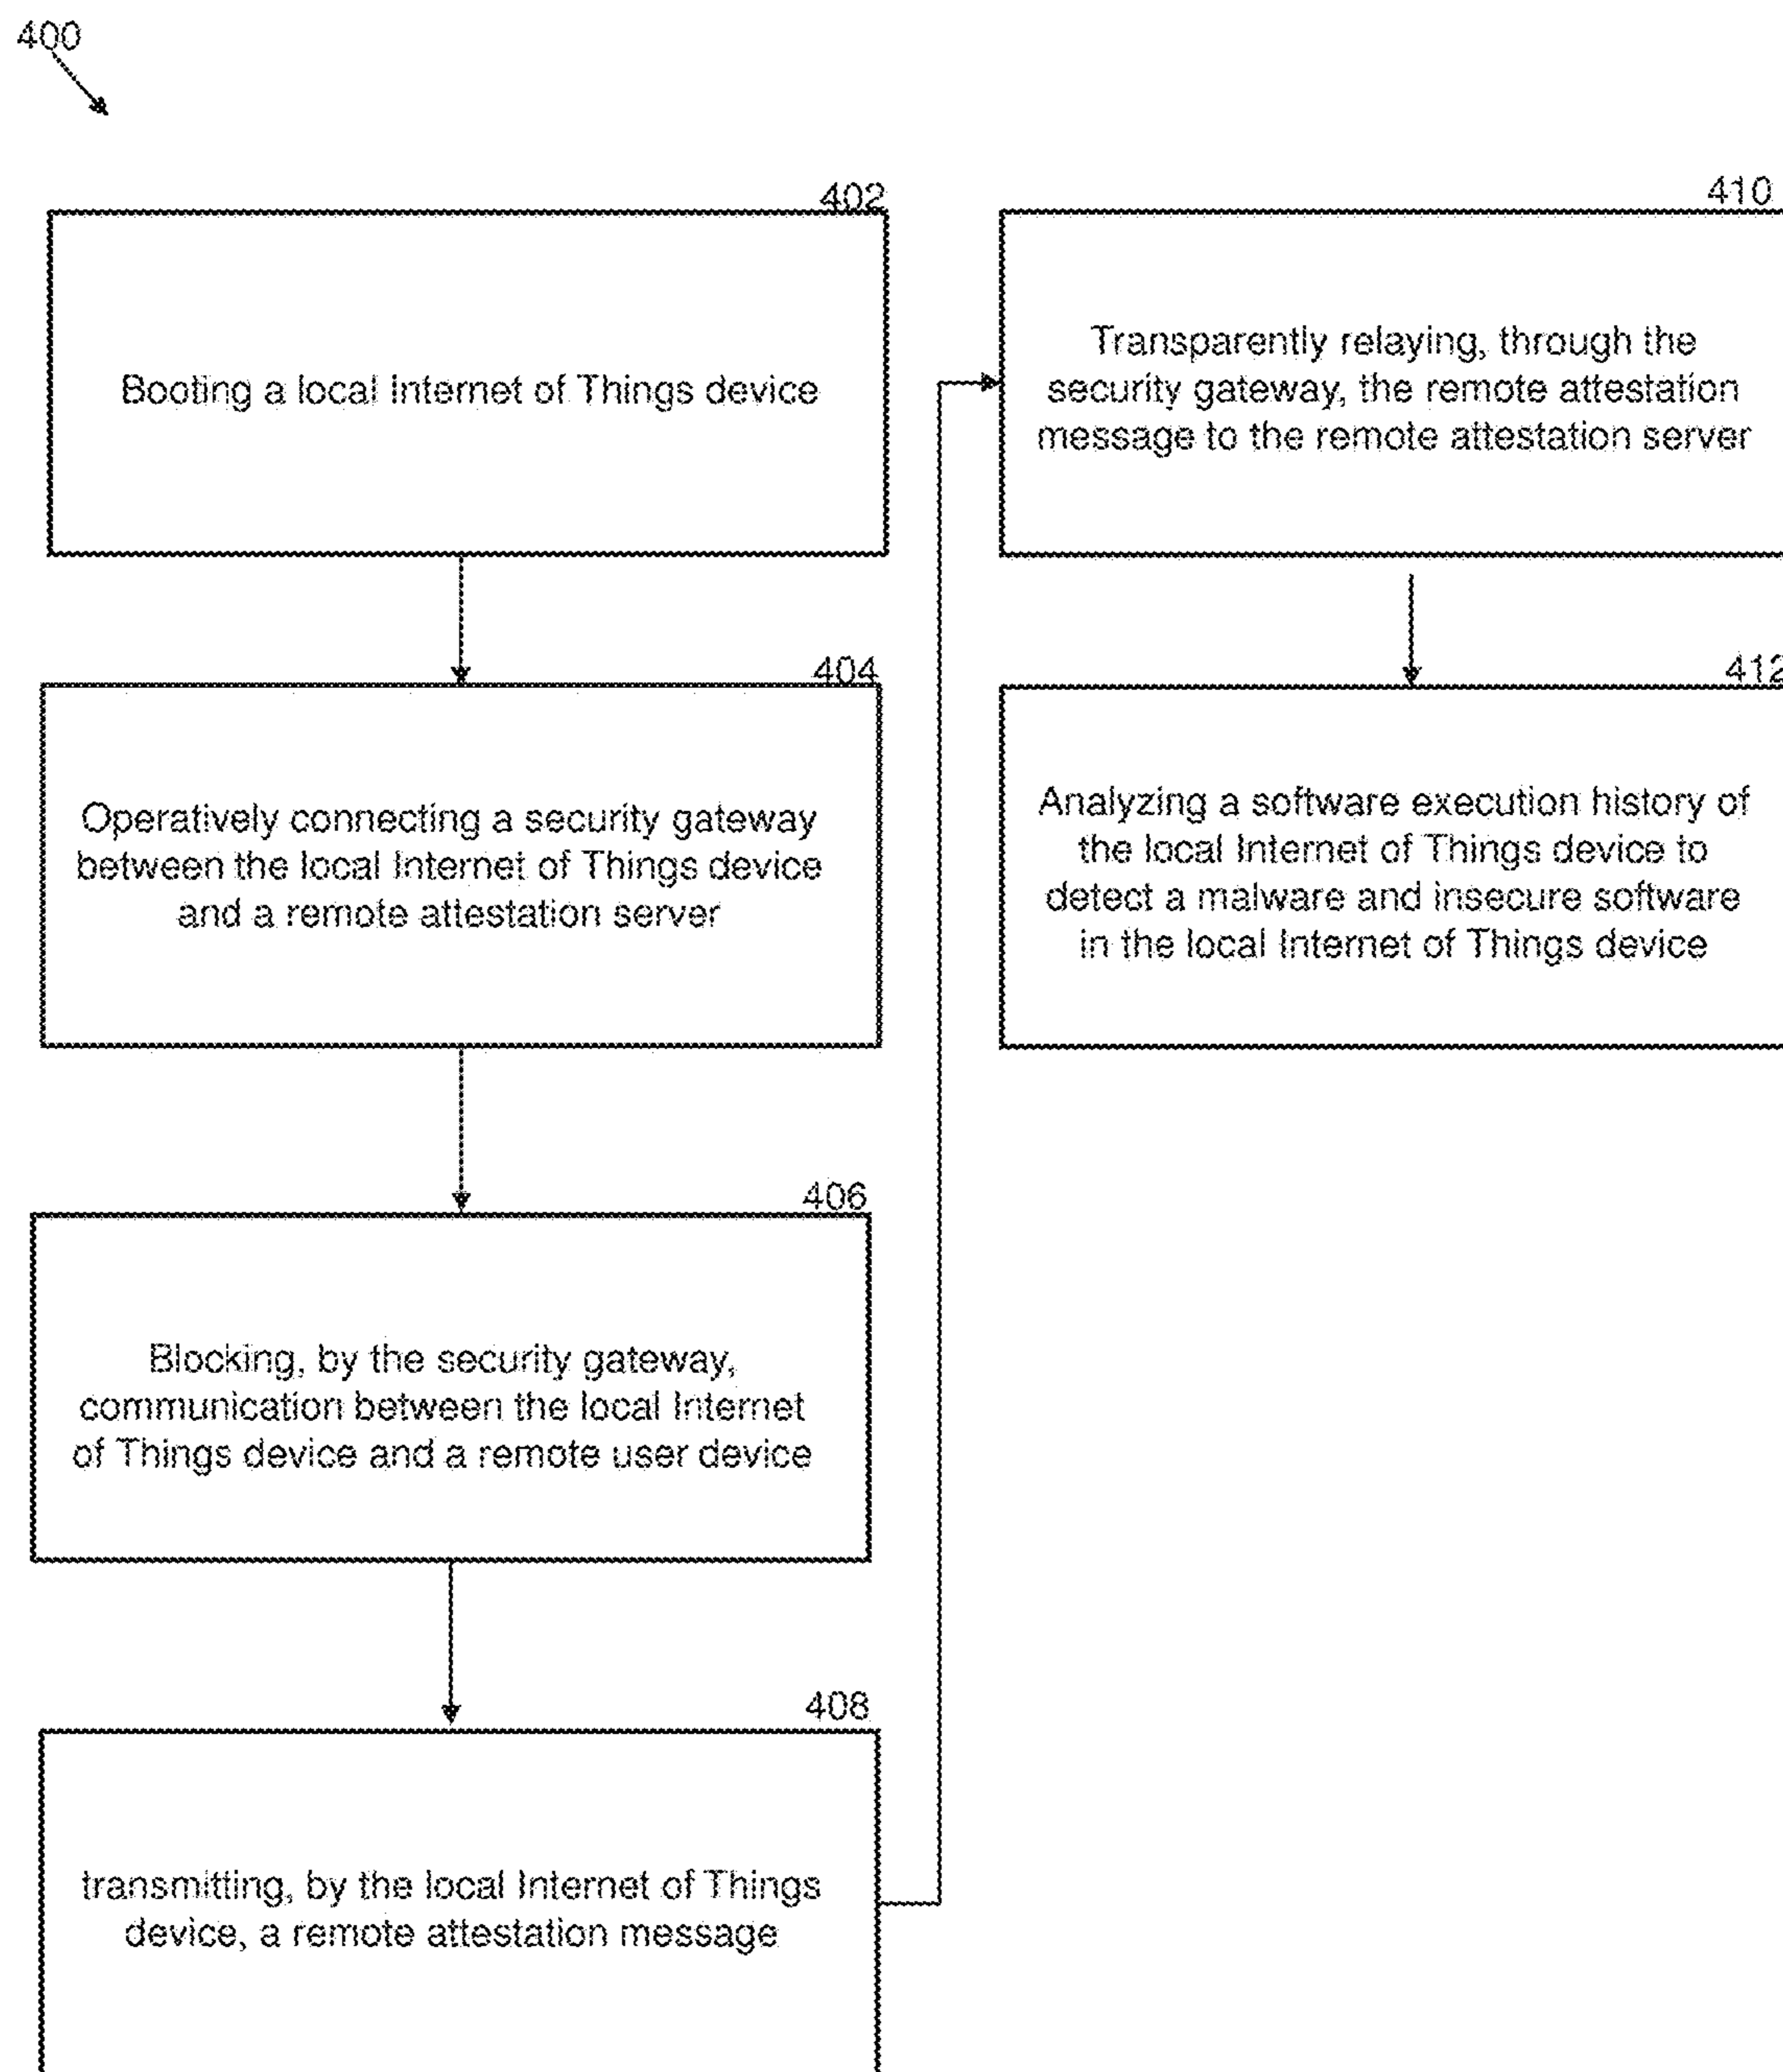 400
402
Booting a local Internet of Things device
404
Operatively connecting a security gateway
between the local Internet of Things device
and a remote attestation server
406
Blocking, by the security gateway,
communication between the local Internet
of Things device and a remote user device
408
transmitting, by the local Internet of Things
device, a remote attestation message
410
Transparently relaying, through the
security gateway, the remote attestation
message to the remote attestation server
412
Analyzing a software execution history of
the local Internet of Things device to
detect a malware and insecure software
in the local Internet of Things device